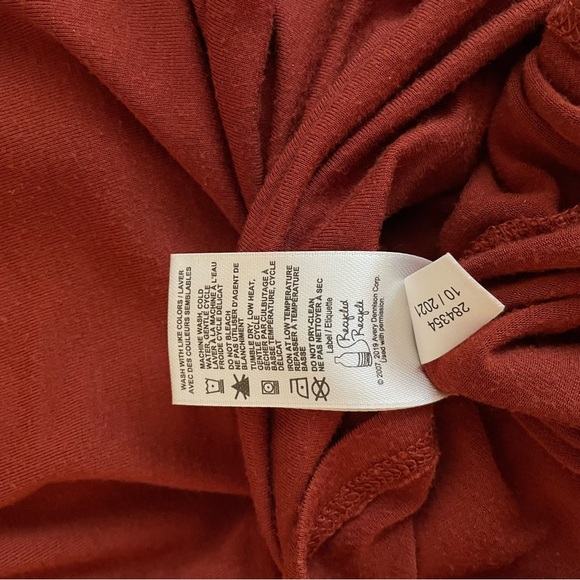 WASH WITH LIKE COLORS / LAVER
AVEC DES COULEURS SEMBLABLES
MACHINE WASH, COLD
WATER, GENTLE CYCLE
LAVER À LA MACHINE À L'EAU
FROIDE CYCLE DÉLICAT
DO NOT BLEACH
NE PAS UTILISER D'AGENT DE
BLANCHIMENT
TUMBLE DRY, LOW HEAT,
GENTLE CYCLE
SÉCHER PAR CULBUTAGE À
BASSE TEMPÉRATURE, CYCLE
DÉLICAT
IRON AT LOW TEMPERATURE
REPASSER À TEMPÉRATURE
BASSE
DO NOT DRY-CLEAN
NE PAS NETTOYER À SEC
Label / Étiquette
Recycled
Recyclé
© 2007, 2019 Avery Dennison Corp.
Used with permission.
284354
10 / 2021